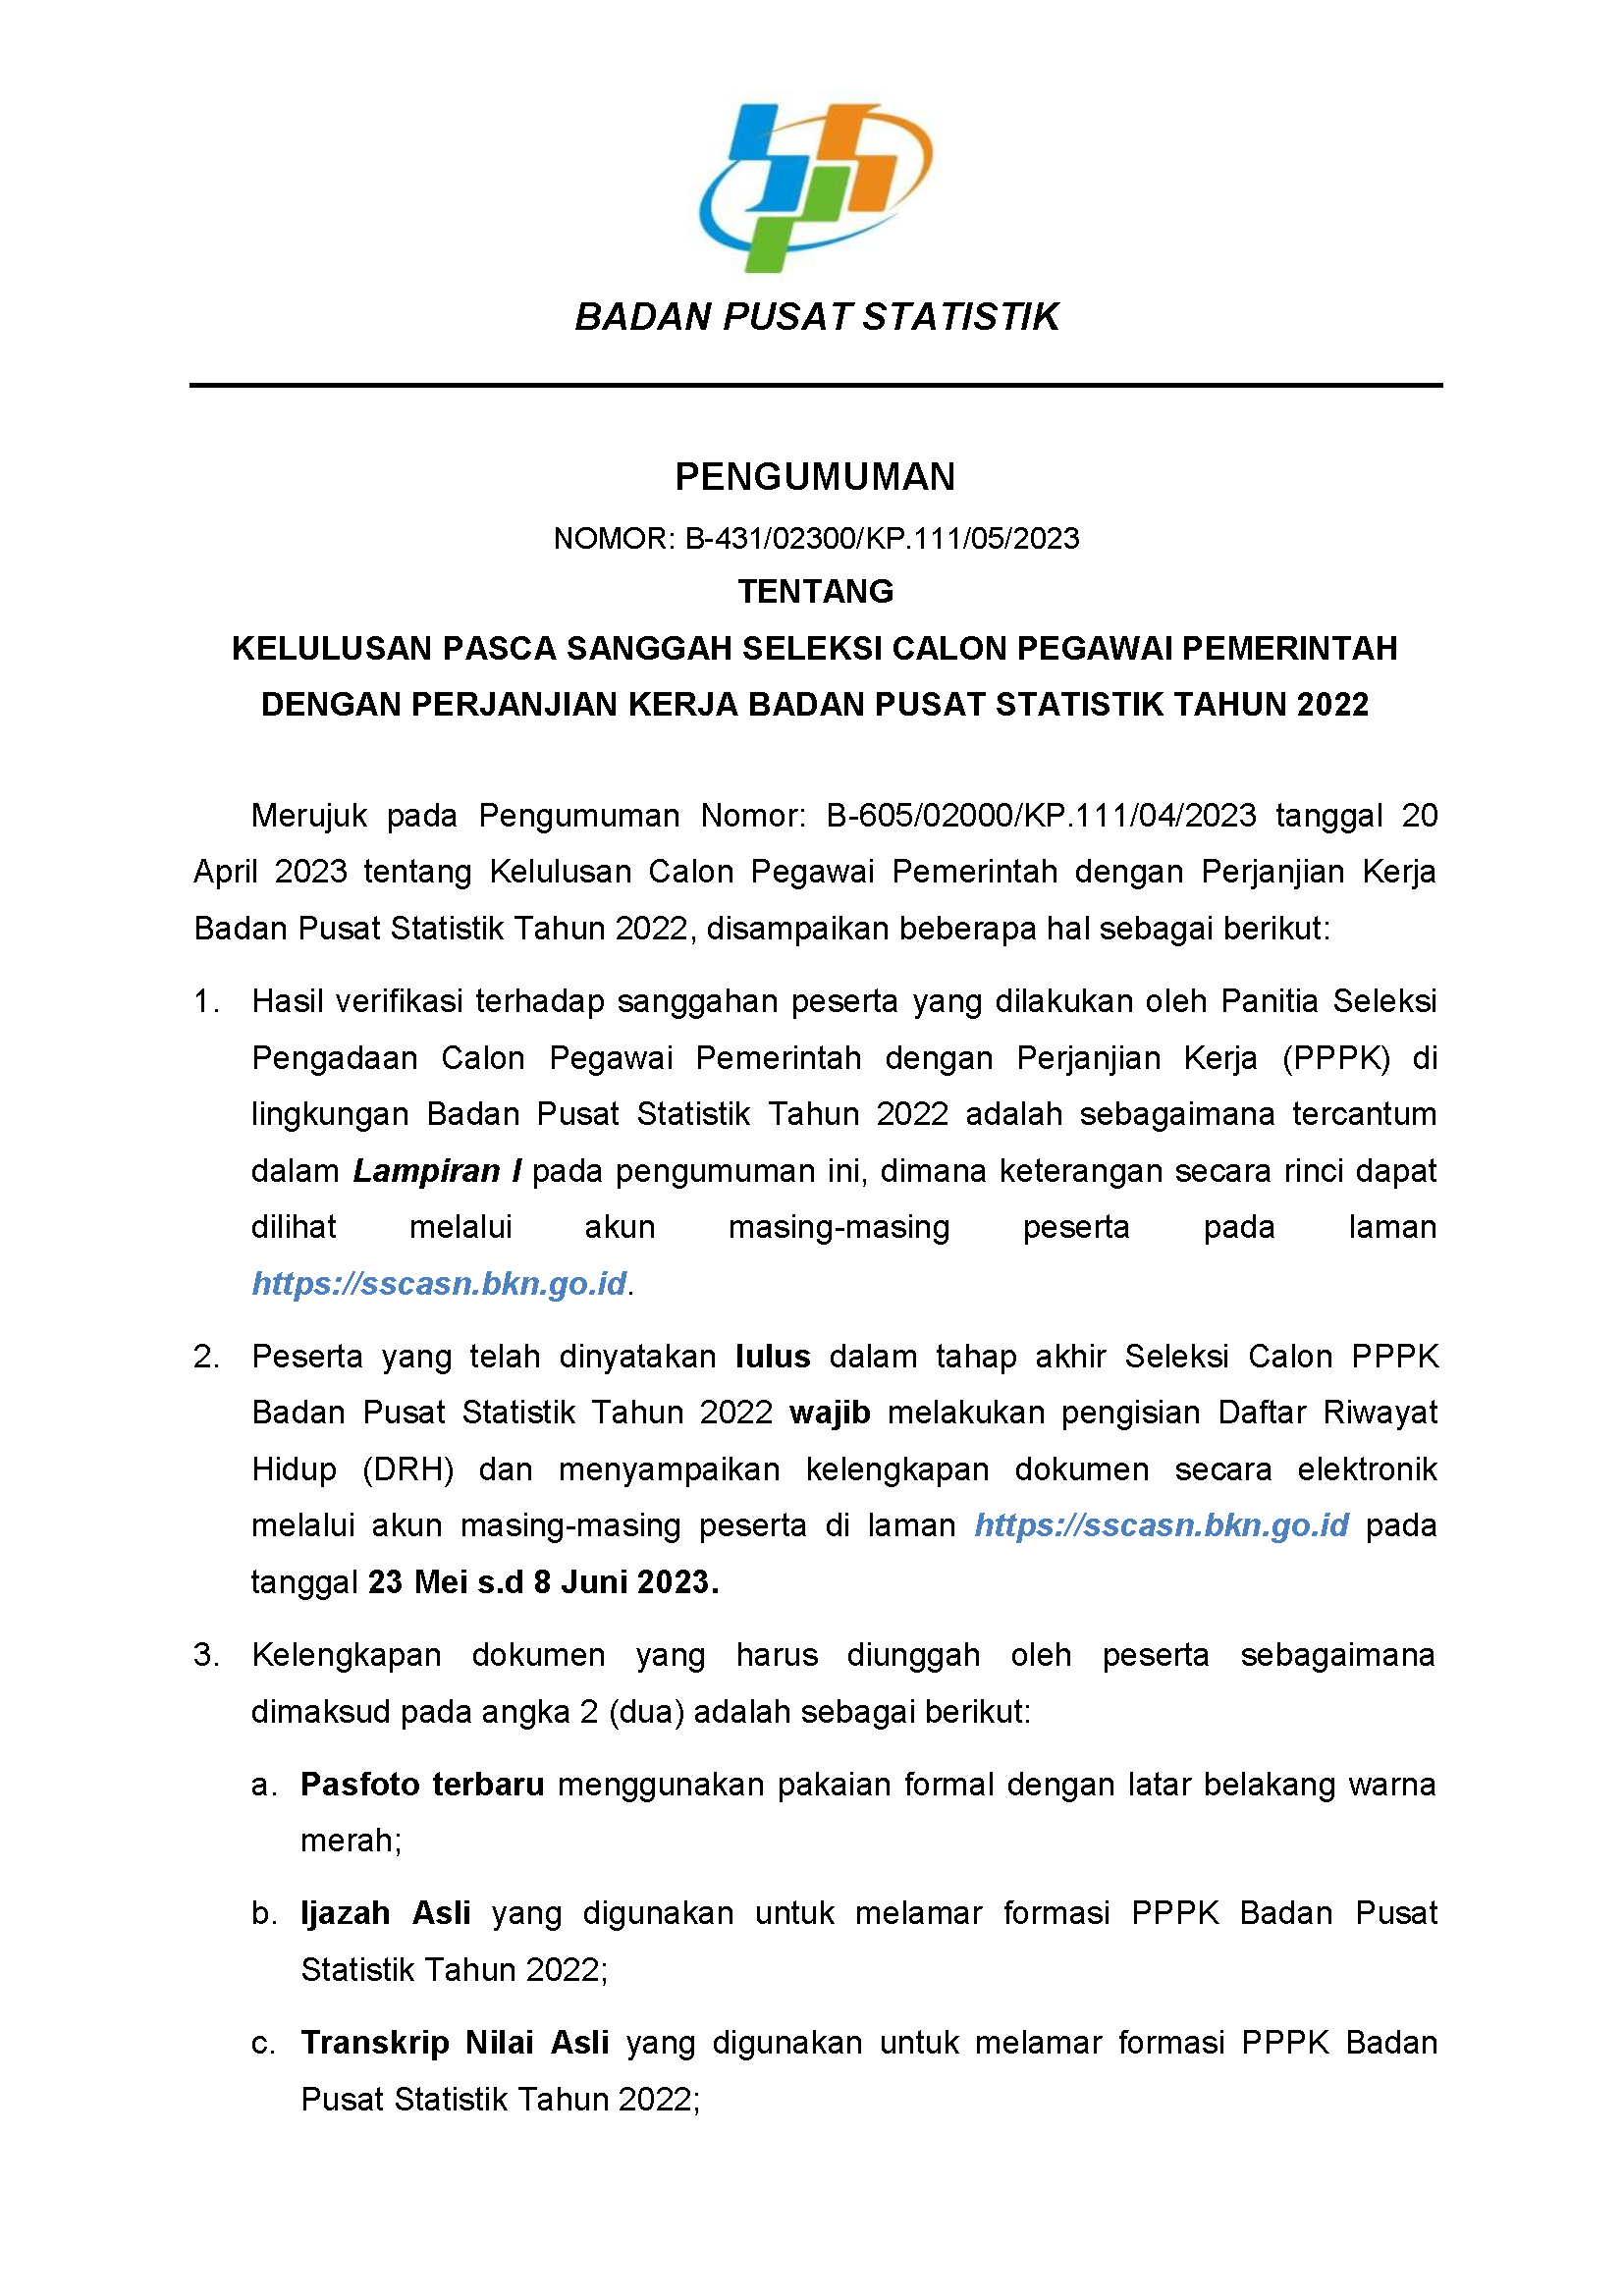 BADAN PUSAT STATISTIK
PENGUMUMAN
NOMOR: B-431/02300/KP.111/05/2023
TENTANG
KELULUSAN PASCA SANGGAH SELEKSI CALON PEGAWAI PEMERINTAH
DENGAN PERJANJIAN KERJA BADAN PUSAT STATISTIK TAHUN 2022
Merujuk pada Pengumuman Nomor: B-605/02000/KP.111/04/2023 tanggal 20
April 2023 tentang Kelulusan Calon Pegawai Pemerintah dengan Perjanjian Kerja
Badan Pusat Statistik Tahun 2022, disampaikan beberapa hal sebagai berikut:
1. Hasil verifikasi terhadap sanggahan peserta yang dilakukan oleh Panitia Seleksi
Pengadaan Calon Pegawai Pemerintah dengan Perjanjian Kerja (PPPK) di
lingkungan Badan Pusat Statistik Tahun 2022 adalah sebagaimana tercantum
dalam Lampiran I pada pengumuman ini, dimana keterangan secara rinci dapat
dilihat melalui akun masing-masing peserta pada laman
https://sscasn.bkn.go.id.
2. Peserta yang telah dinyatakan lulus dalam tahap akhir Seleksi Calon PPPK
Badan Pusat Statistik Tahun 2022 wajib melakukan pengisian Daftar Riwayat
Hidup (DRH) dan menyampaikan kelengkapan dokumen secara elektronik
melalui akun masing-masing peserta di laman https://sscasn.bkn.go.id pada
tanggal 23 Mei s.d 8 Juni 2023.
3. Kelengkapan dokumen yang harus diunggah oleh peserta sebagaimana
dimaksud pada angka 2 (dua) adalah sebagai berikut:
a. Pasfoto terbaru menggunakan pakaian formal dengan latar belakang warna
merah;
b. Ijazah Asli yang digunakan untuk melamar formasi PPPK Badan Pusat
Statistik Tahun 2022;
c. Transkrip Nilai Asli yang digunakan untuk melamar formasi PPPK Badan
Pusat Statistik Tahun 2022;